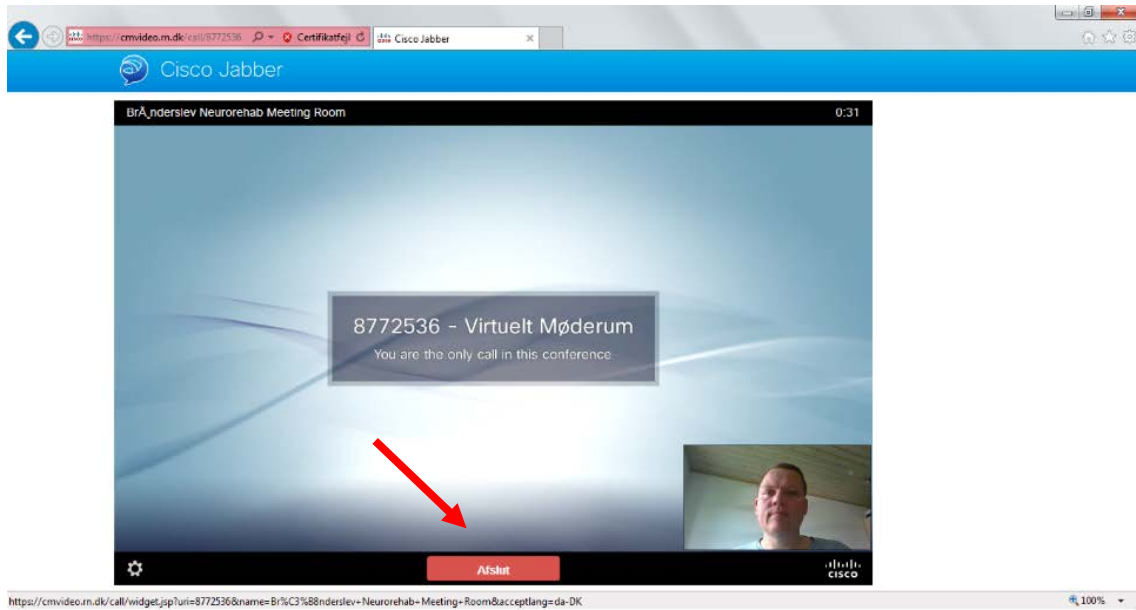 https://cmvideo.rn.dk/call/8772536 Certifikatfejl Cisco Jabber
Cisco Jabber
BrÃ¸nderslev Neurorehab Meeting Room 0:31
8772536 - Virtuelt Møderum
You are the only call in this conference
Afslut
CISCO
https://cmvideo.rn.dk/call/widget.jsp?uri=8772536&name=Br%C3%B8nderslev+Neurorehab+Meeting+Room&acceptlang=da-DK 100%